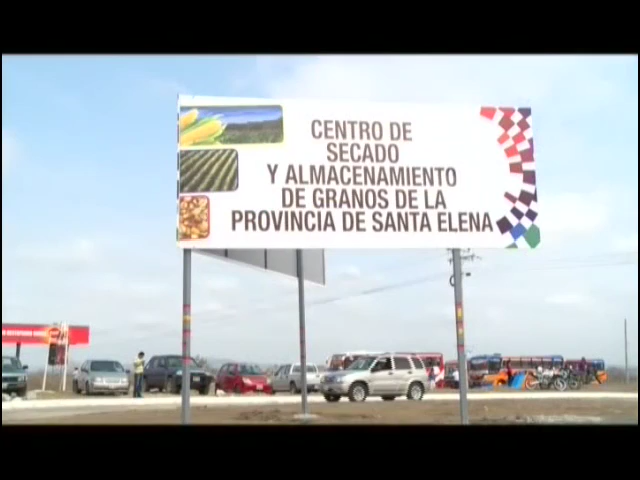 CENTRO DE
SECADO
Y ALMACENAMIENTO
DE GRANOS DE LA
PROVINCIA DE SANTA ELENA